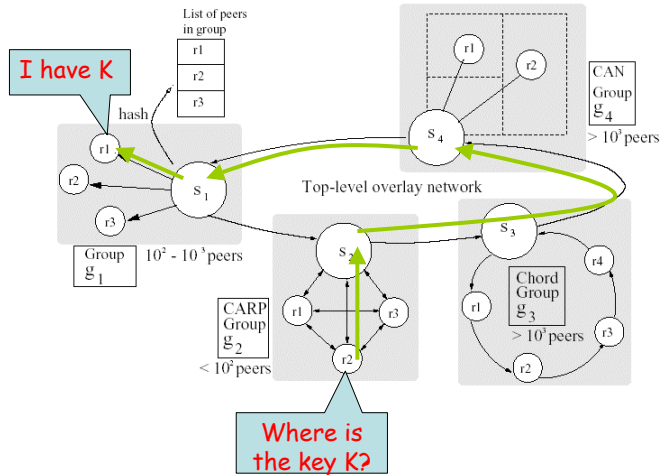 List of peers
in group
r1
r2
r3
I have K
hash
r1
r2
r3
S1
Group
g1
10² - 10³ peers
r1
r2
S4
CAN
Group
g4
> 10³ peers
Top-level overlay network
S2
r1
r3
r2
CARP
Group
g2
< 10² peers
S3
r4
r1
r3
r2
Chord
Group
g3
> 10³ peers
Where is
the key K?